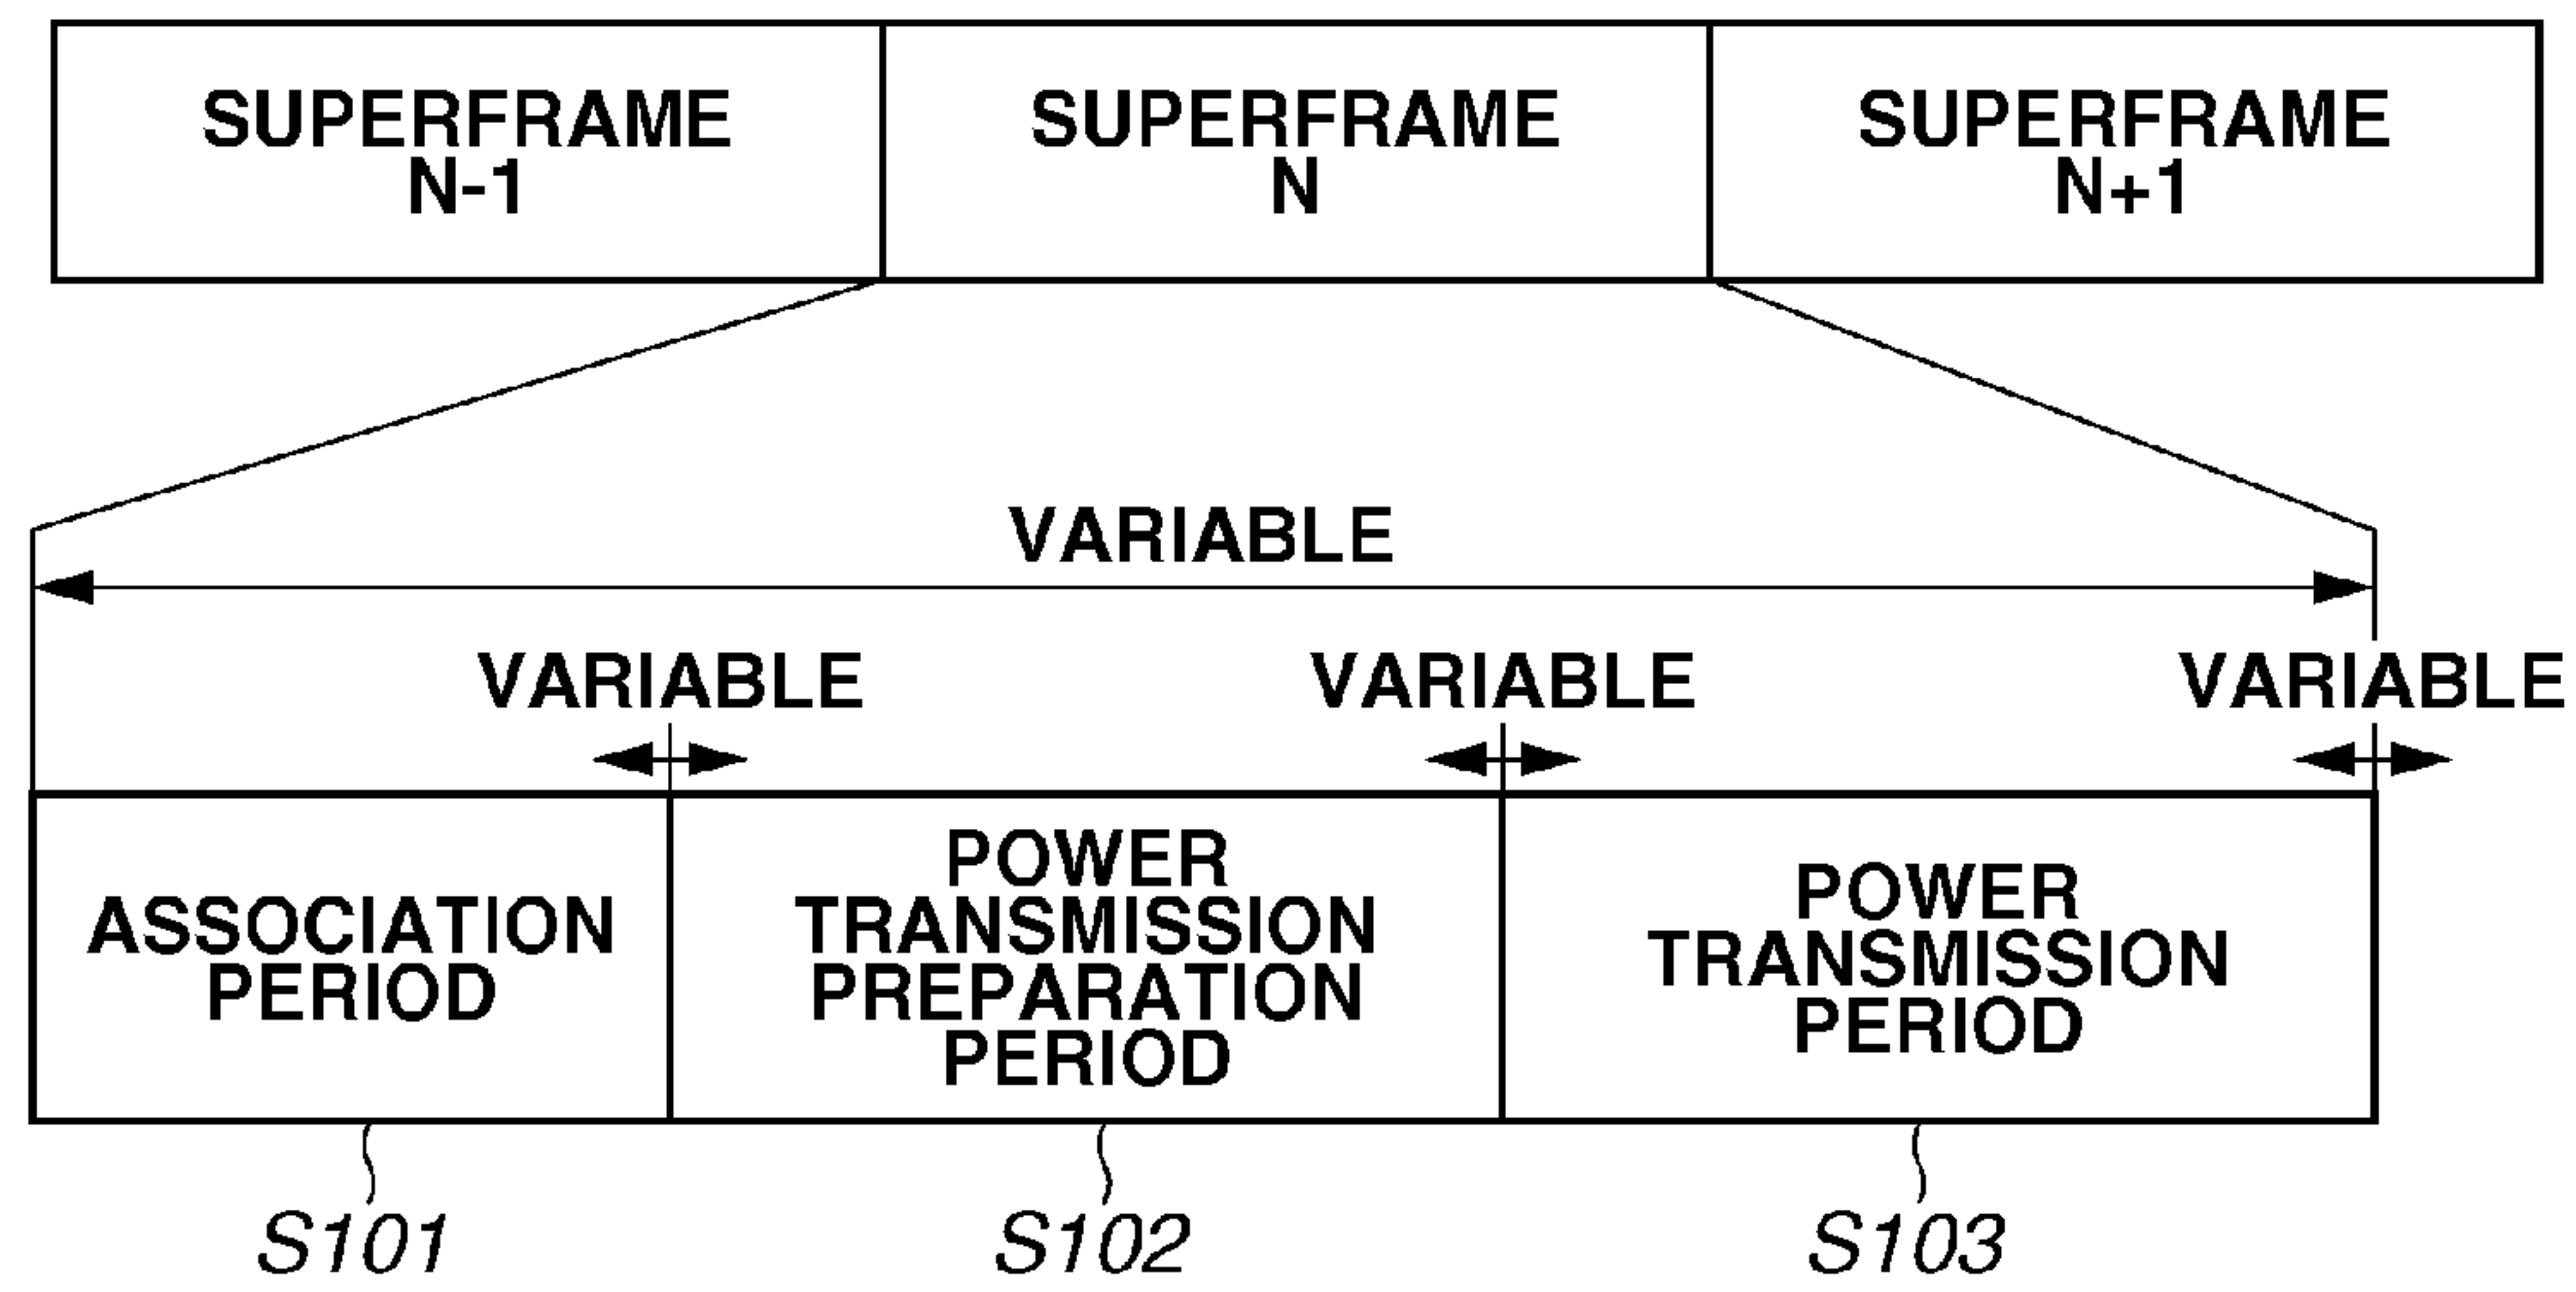 SUPERFRAME
N-1
SUPERFRAME
N
SUPERFRAME
N+1
VARIABLE
VARIABLE
VARIABLE
VARIABLE
ASSOCIATION
PERIOD
POWER
TRANSMISSION
PREPARATION
PERIOD
POWER
TRANSMISSION
PERIOD
S101
S102
S103